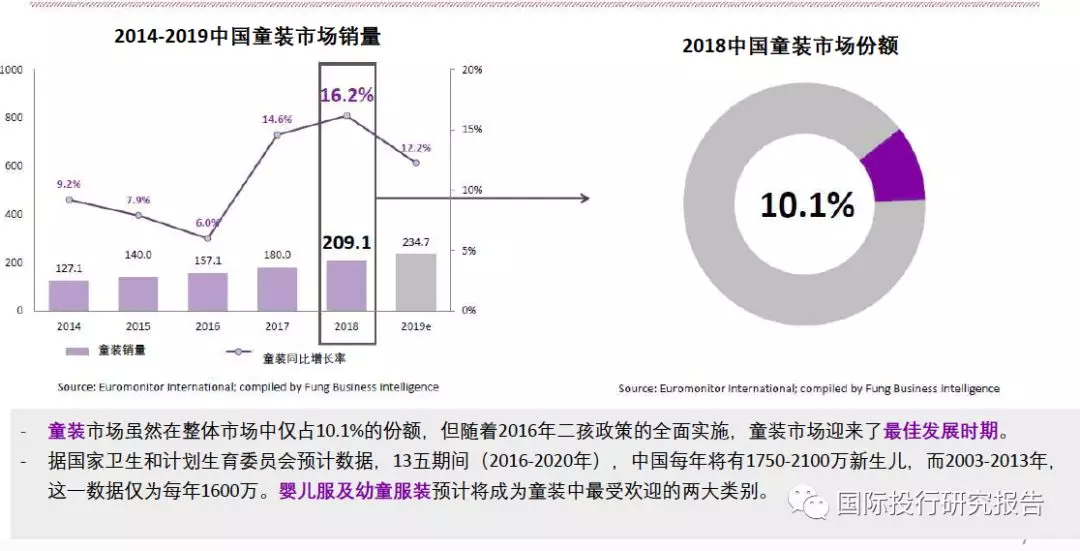 2014-2019中国童装市场销量
1000
800
600
400
200
0
20%
15%
10%
5%
0%
9.2%
7.9%
6.0%
14.6%
16.2%
12.2%
127.1
140.0
157.1
180.0
209.1
234.7
2014
2015
2016
2017
2018
2019e
童装销量
童装同比增长率
Source: Euromonitor International; compiled by Fung Business Intelligence
2018中国童装市场份额
10.1%
Source: Euromonitor International; compiled by Fung Business Intelligence
- 童装市场虽然在整体市场中仅占10.1%的份额，但随着2016年二孩政策的全面实施，童装市场迎来了最佳发展时期。
- 据国家卫生和计划生育委员会预计数据，13五期间（2016-2020年），中国每年将有1750-2100万新生儿，而2003-2013年，
这一数据仅为每年1600万。婴儿服及幼童服装预计将成为童装中最受欢迎的两大类别。
国际投行研究报告